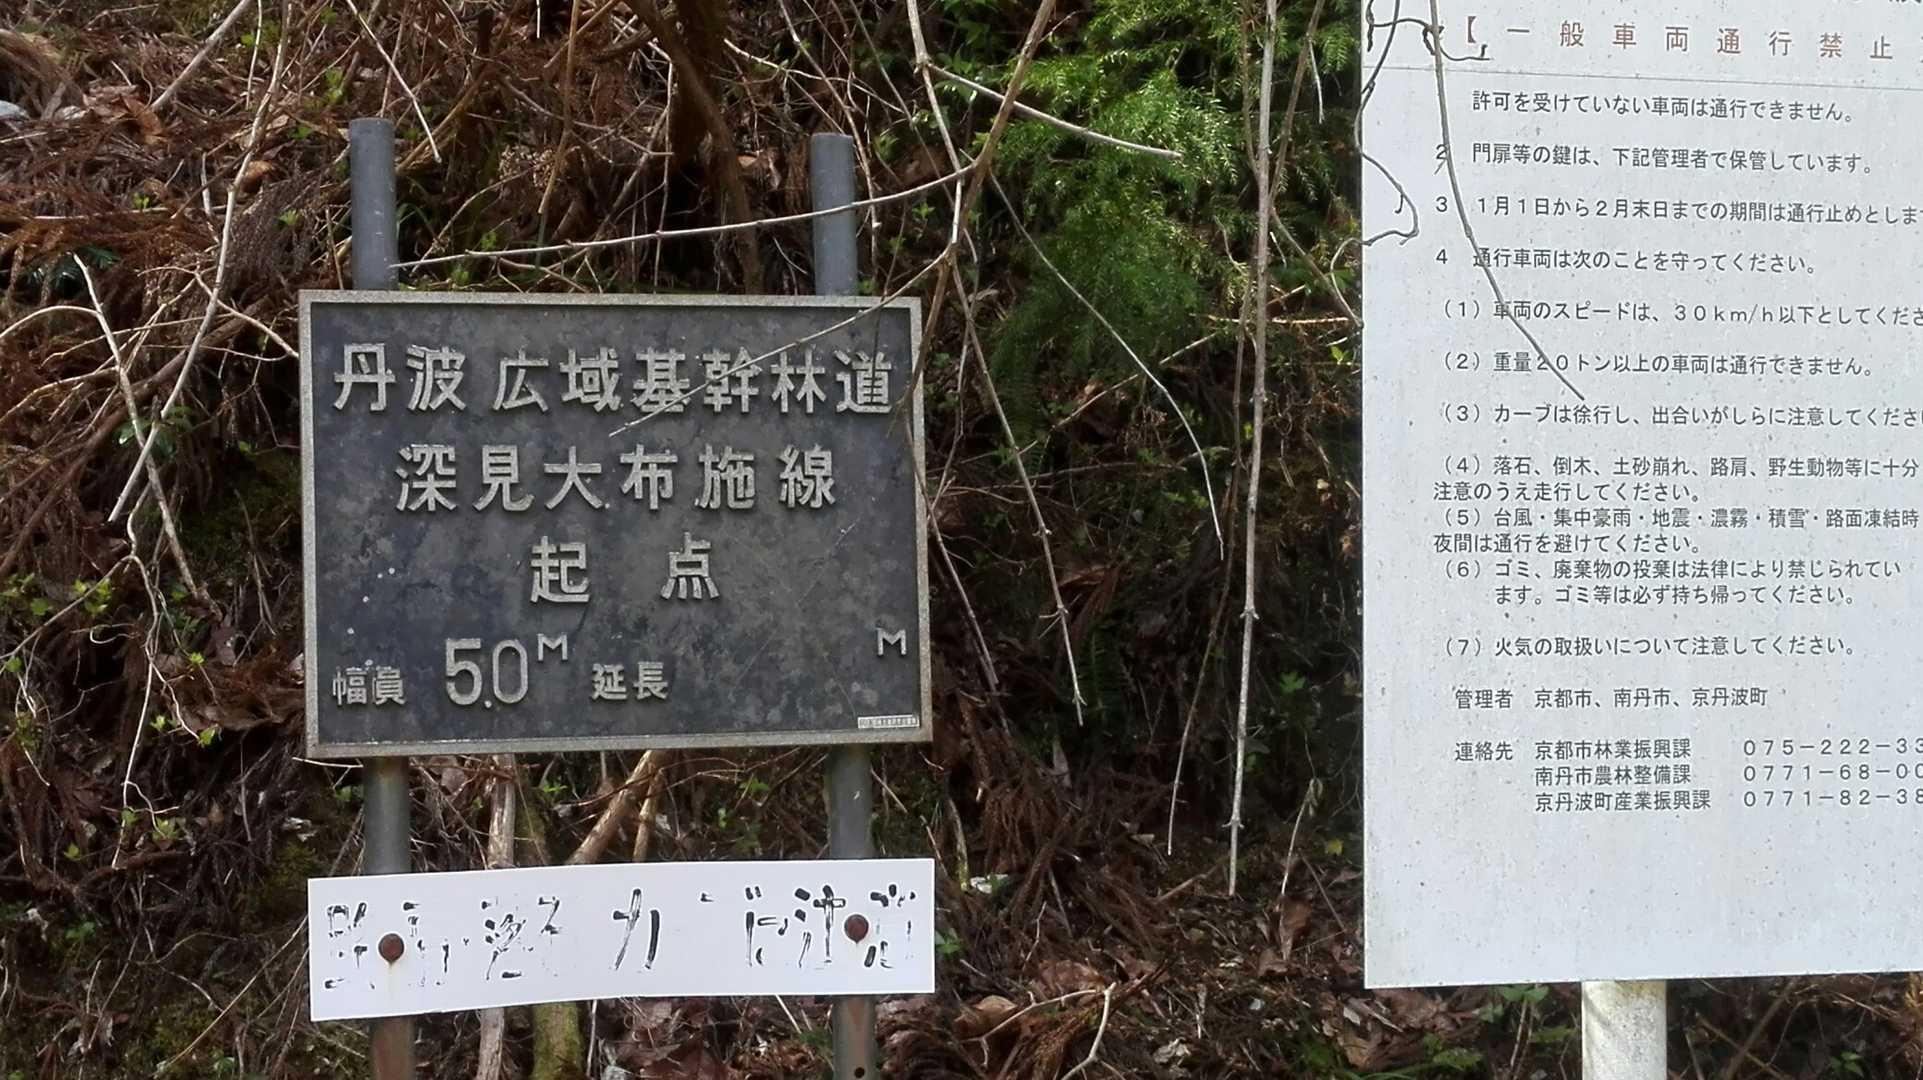 丹波広域基幹林道
深見大布施線
起点
幅員 5.0M 延長 M
【一般車両通行禁止
許可を受けていない車両は通行できません。
2 門扉等の鍵は、下記管理者で保管しています。
3 1月1日から2月末日までの期間は通行止めとしま
4 通行車両は次のことを守ってください。
(1) 車両のスピードは、30km/h以下としてくださ
(2) 重量20トン以上の車両は通行できません。
(3) カーブは徐行し、出合いがしらに注意してくださ
(4) 落石、倒木、土砂崩れ、路肩、野生動物等に十分
注意のうえ走行してください。
(5) 台風・集中豪雨・地震・濃霧・積雪・路面凍結時
夜間は通行を避けてください。
(6) ゴミ、廃棄物の投棄は法律により禁じられてい
ます。ゴミ等は必ず持ち帰ってください。
(7) 火気の取扱いについて注意してください。
管理者 京都市、南丹市、京丹波町
連絡先 京都市林業振興課 075-222-33
南丹市農林整備課 0771-68-00
京丹波町産業振興課 0771-82-38